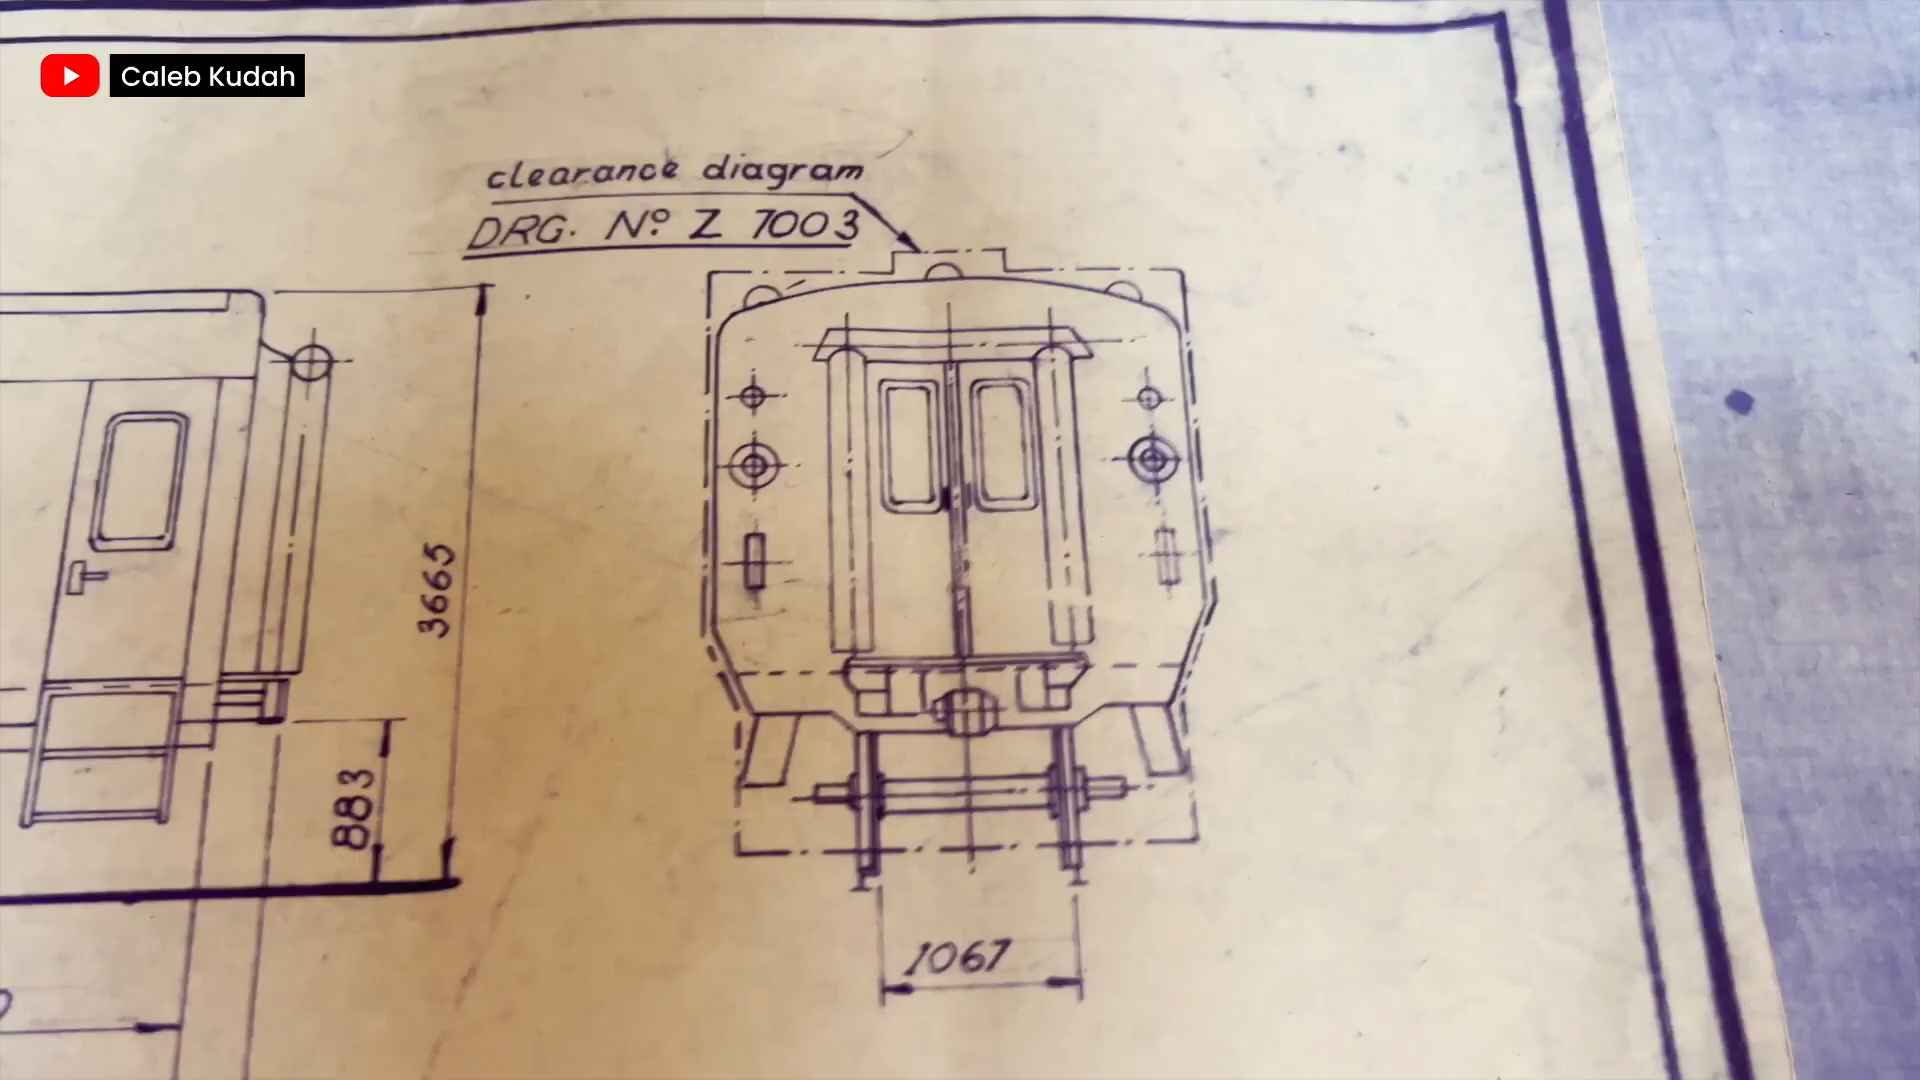 Caleb Kudah
clearance diagram
DRG. Nº Z 7003
3665
883
1067